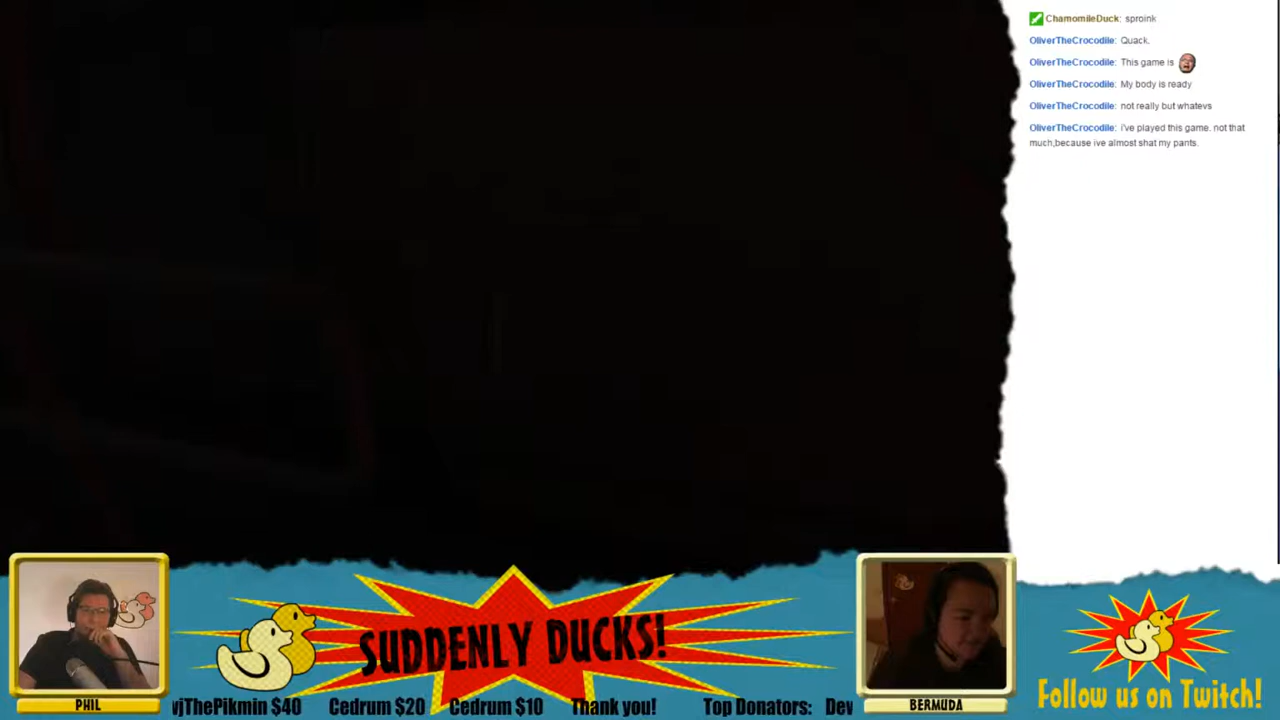 ChamomileDuck: sproink
OliverTheCrocodile: Quack,
OliverTheCrocodile: This game is
OliverTheCrocodile: My body is ready
OliverTheCrocodile: not really but whatevs
OliverTheCrocodile: i've played this game. not that
much,because ive almost shat my pants.
SUDDENLY DUCKS!
PHIL
vjThePikmin $40 Cedrum $20 Cedrum $10 Thank you! Top Donators: Dev
BERMUDA
Follow us on Twitch!